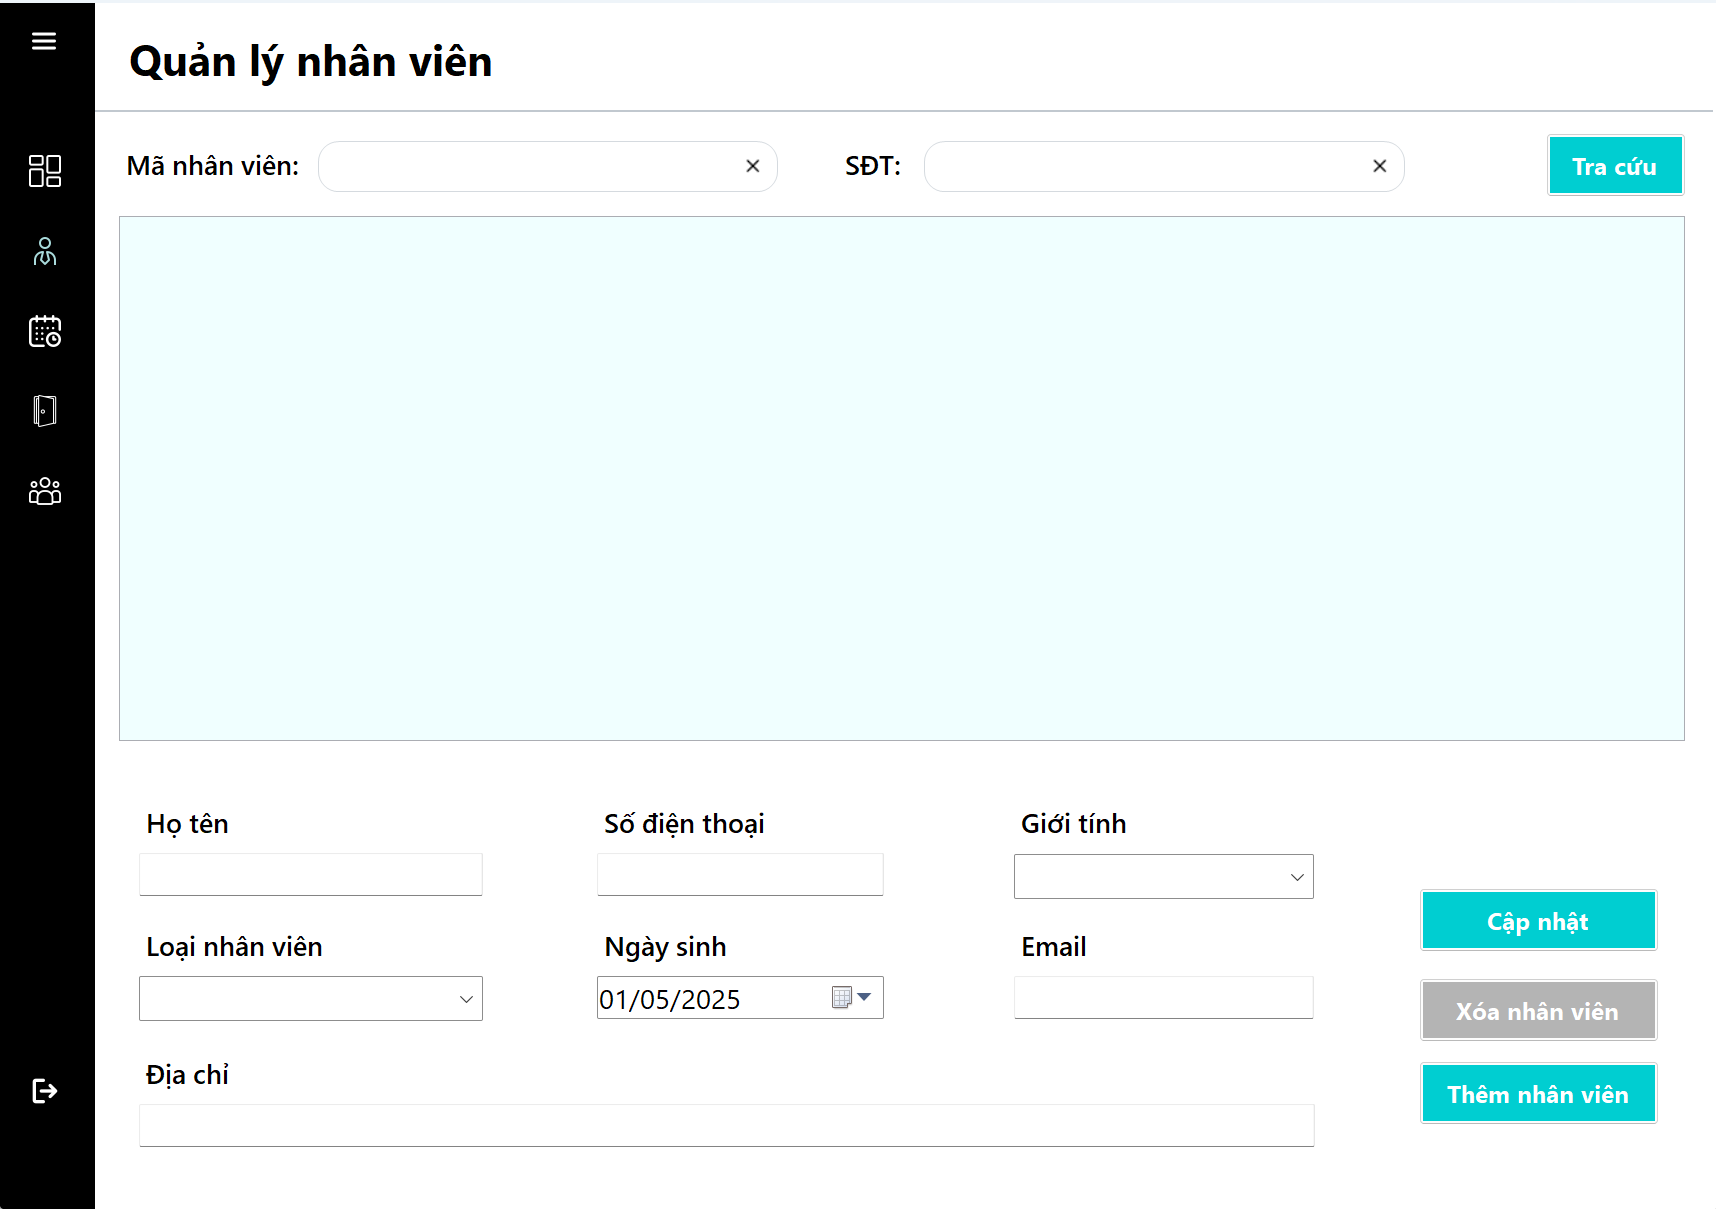 Quản lý nhân viên
Mã nhân viên: SĐT: Tra cứu
Họ tên Số điện thoại Giới tính
Cập nhật
Loại nhân viên Ngày sinh Email
01/05/2025
Xóa nhân viên
Địa chỉ
Thêm nhân viên